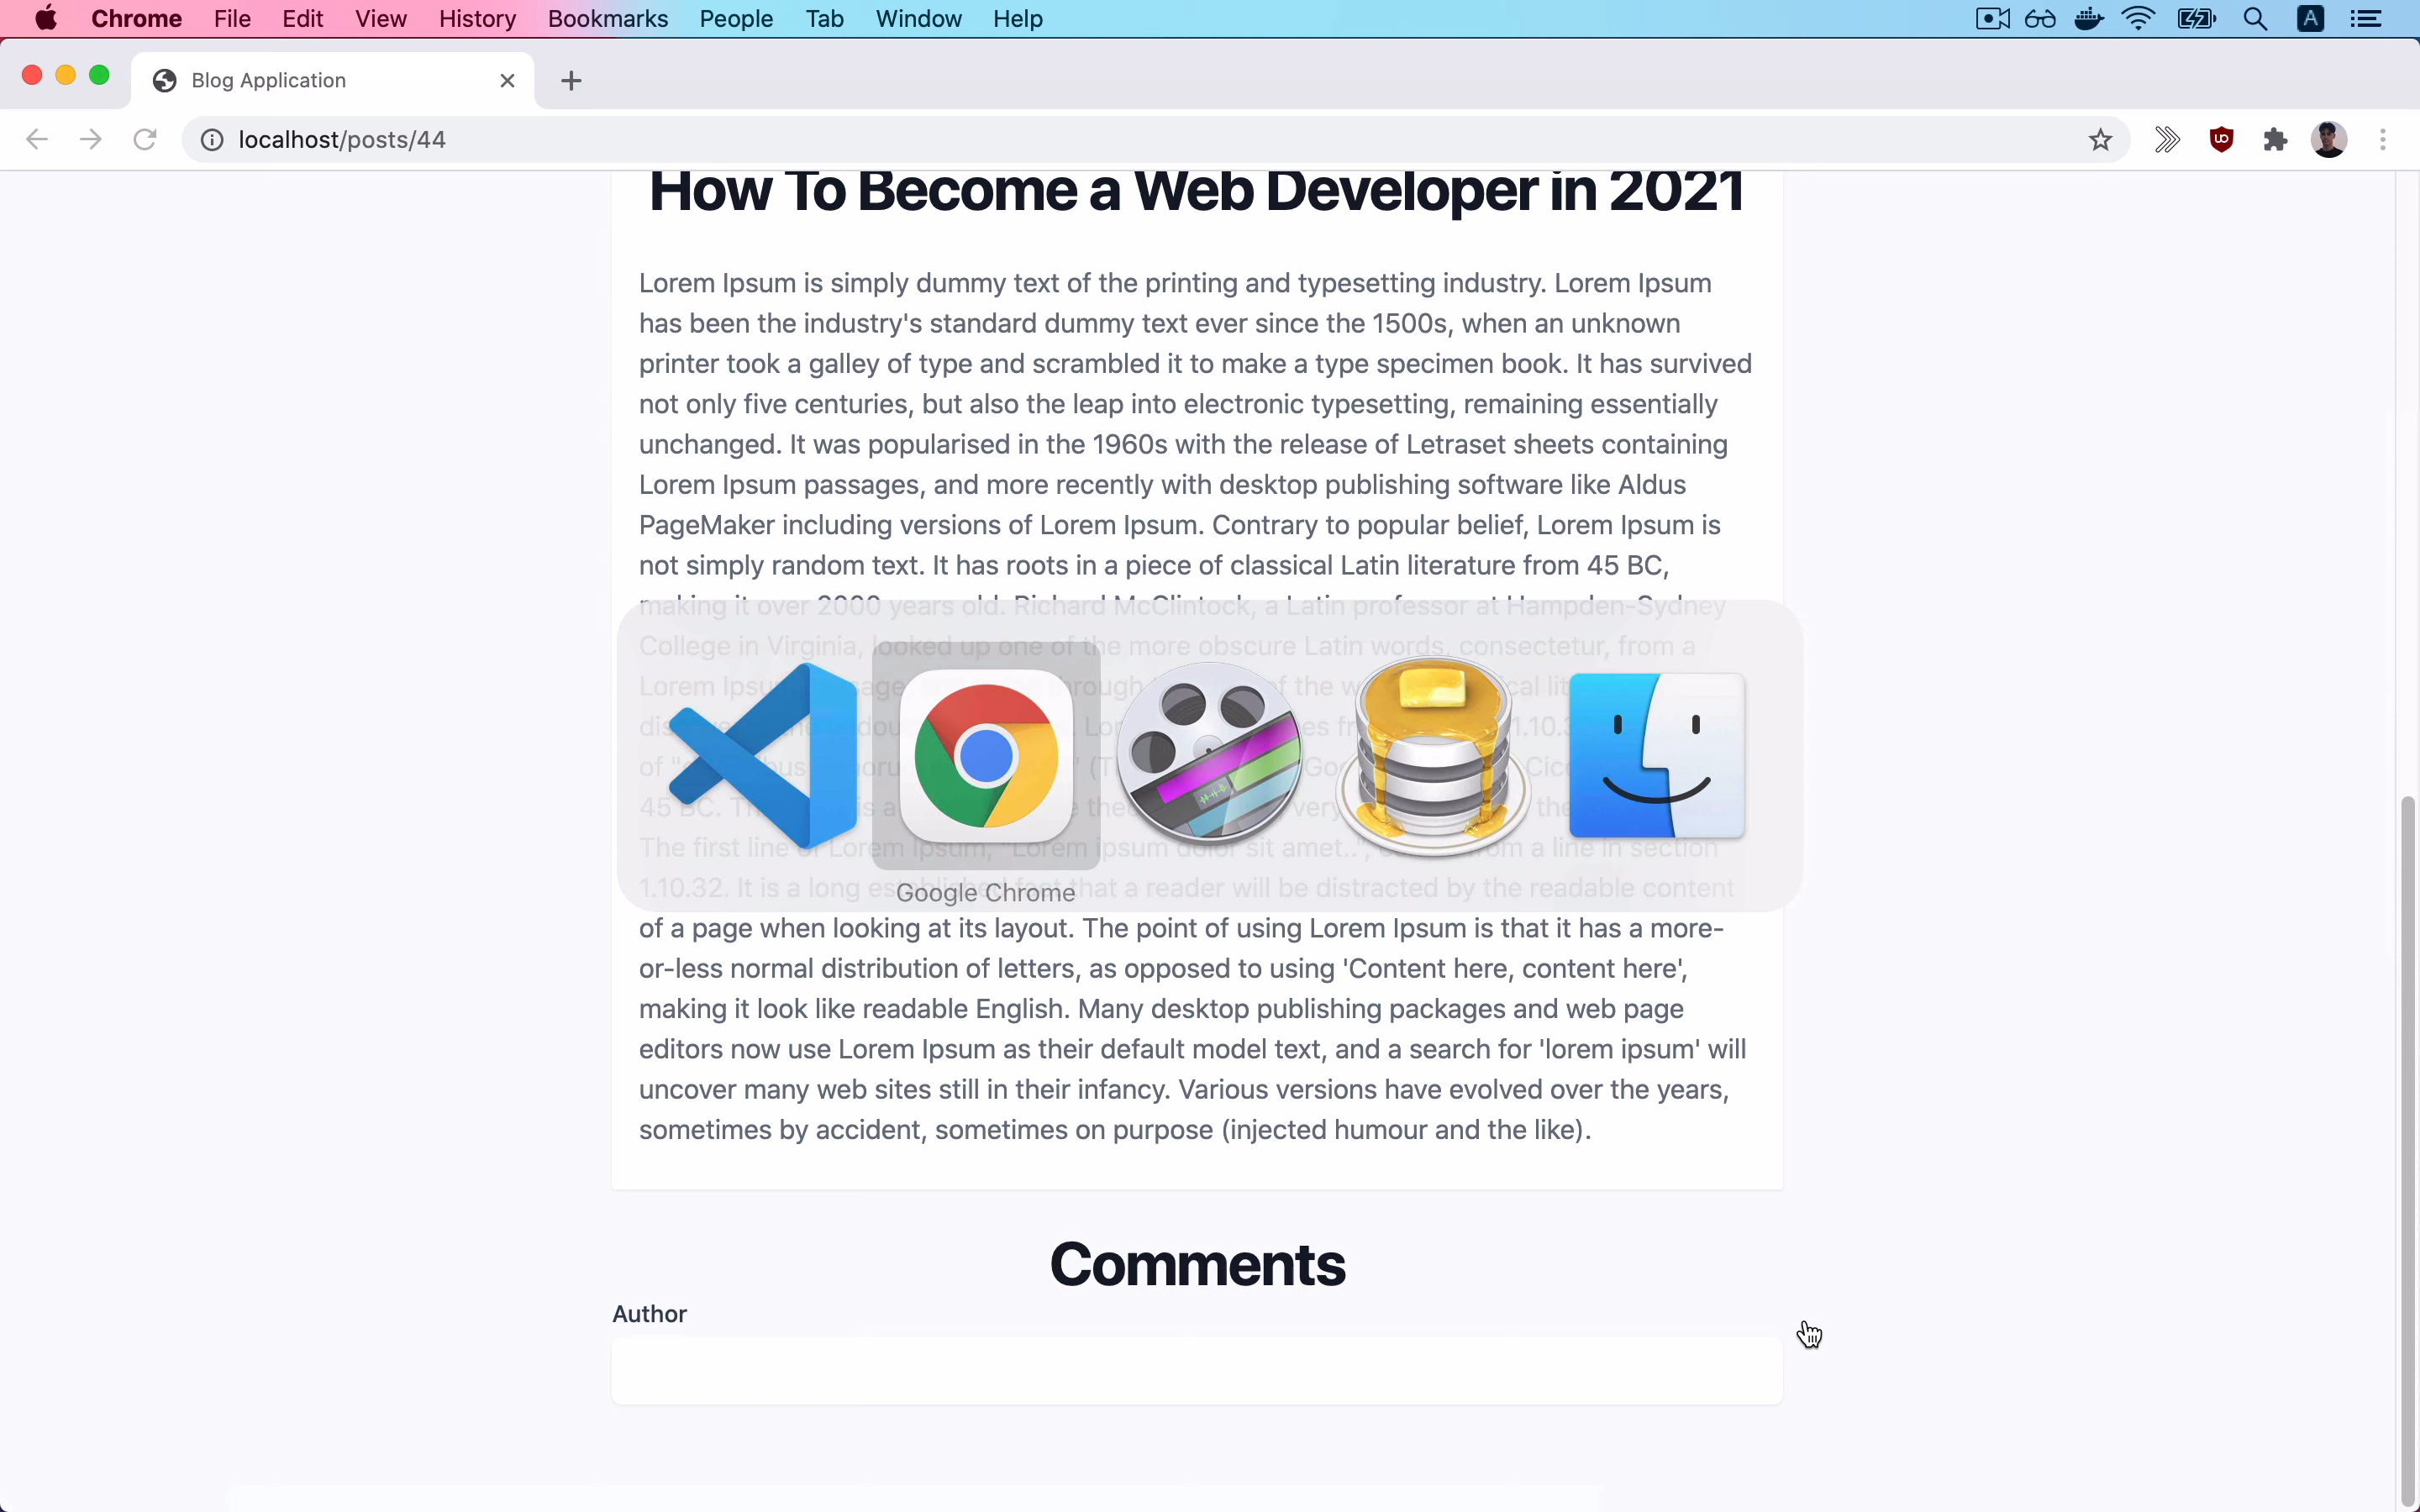 Chrome File Edit View History Bookmarks People Tab Window Help
A
Blog Application
localhost/posts/44
How To Become a Web Developer in 2021
Lorem Ipsum is simply dummy text of the printing and typesetting industry. Lorem Ipsum
has been the industry's standard dummy text ever since the 1500s, when an unknown
printer took a galley of type and scrambled it to make a type specimen book. It has survived
not only five centuries, but also the leap into electronic typesetting, remaining essentially
unchanged. It was popularised in the 1960s with the release of Letraset sheets containing
Lorem Ipsum passages, and more recently with desktop publishing software like Aldus
PageMaker including versions of Lorem Ipsum. Contrary to popular belief, Lorem Ipsum is
not simply random text. It has roots in a piece of classical Latin literature from 45 BC,
making it over 2000 years old. Richard McClintock, a Latin professor at Hampden-Sydney
College in Virginia, looked up one of the more obscure Latin words, consectetur, from a
Lorem
of the
45 BC.
The first line of Lorem Ipsum, "Lorem ipsum dolor sit amet..", from a line in section
1.10.32. It is a long established fact that a reader will be distracted by the readable content
Google Chrome
of a page when looking at its layout. The point of using Lorem Ipsum is that it has a more-
or-less normal distribution of letters, as opposed to using 'Content here, content here',
making it look like readable English. Many desktop publishing packages and web page
editors now use Lorem Ipsum as their default model text, and a search for 'lorem ipsum' will
uncover many web sites still in their infancy. Various versions have evolved over the years,
sometimes by accident, sometimes on purpose (injected humour and the like).
Comments
Author